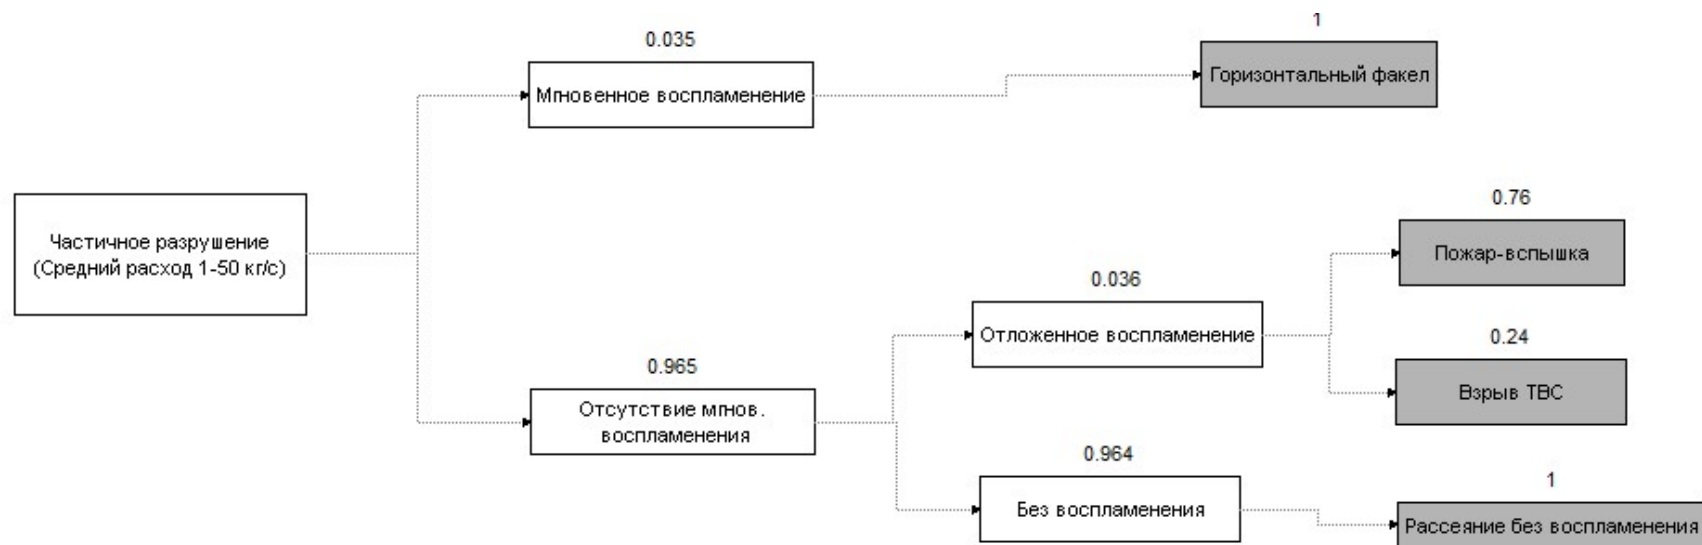 1
0.035
Мгновенное воспламенение
Горизонтальный факел
Частичное разрушение
(Средний расход 1-50 кг/с)
0.76
Пожар-вспышка
0.036
Отложенное воспламенение
0.24
Взрыв ТВС
0.965
Отсутствие мгнов.
воспламенения
0.964
Без воспламенения
1
Рассеяние без воспламенения